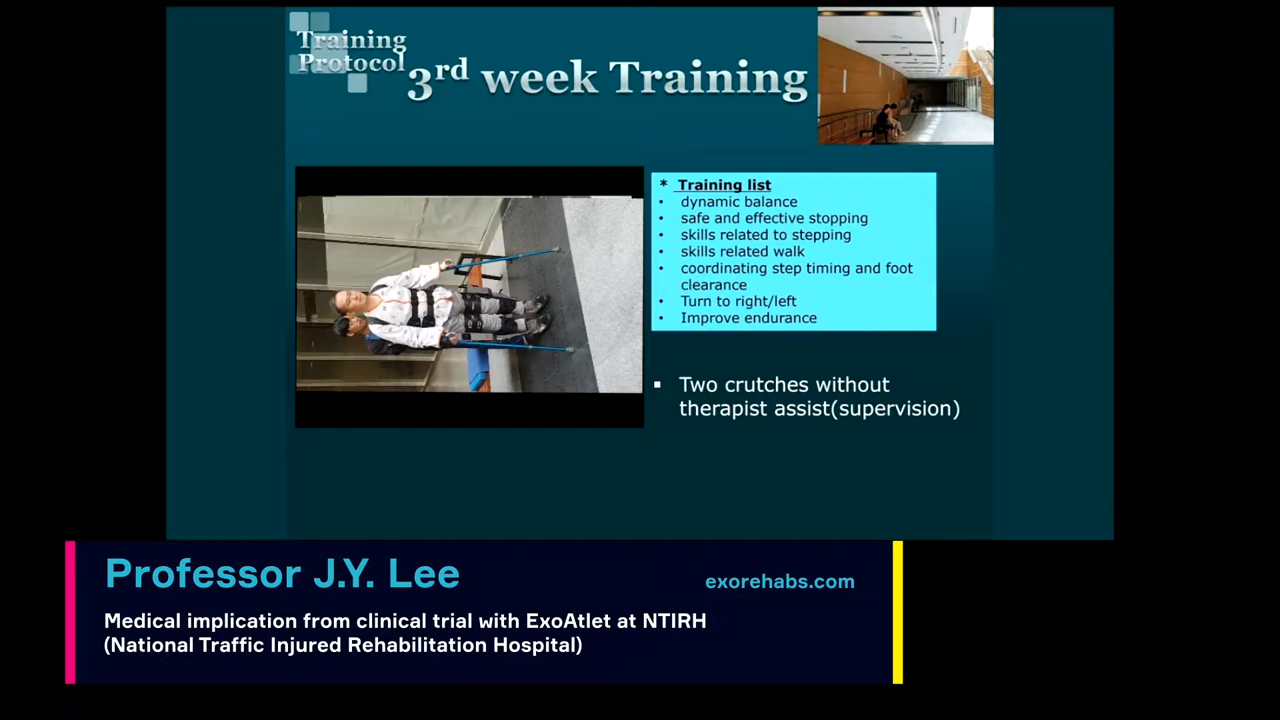 Training
Protocol
3rd week Training
* Training list
• dynamic balance
• safe and effective stopping
• skills related to stepping
• skills related walk
• coordinating step timing and foot
clearance
• Turn to right/left
• Improve endurance
▪ Two crutches without
therapist assist(supervision)
Professor J.Y. Lee
exorehabs.com
Medical implication from clinical trial with ExoAtlet at NTIRH
(National Traffic Injured Rehabilitation Hospital)